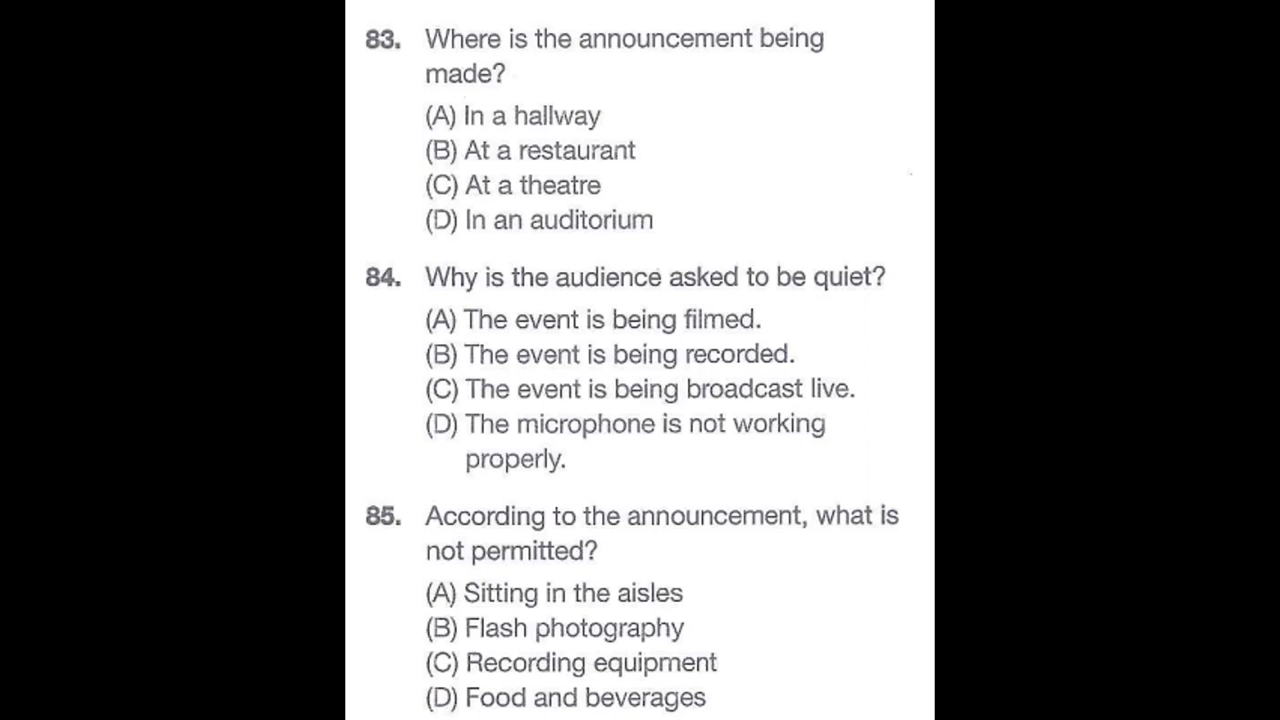 83. Where is the announcement being
made?
(A) In a hallway
(B) At a restaurant
(C) At a theatre
(D) In an auditorium
84. Why is the audience asked to be quiet?
(A) The event is being filmed.
(B) The event is being recorded.
(C) The event is being broadcast live.
(D) The microphone is not working
properly.
85. According to the announcement, what is
not permitted?
(A) Sitting in the aisles
(B) Flash photography
(C) Recording equipment
(D) Food and beverages